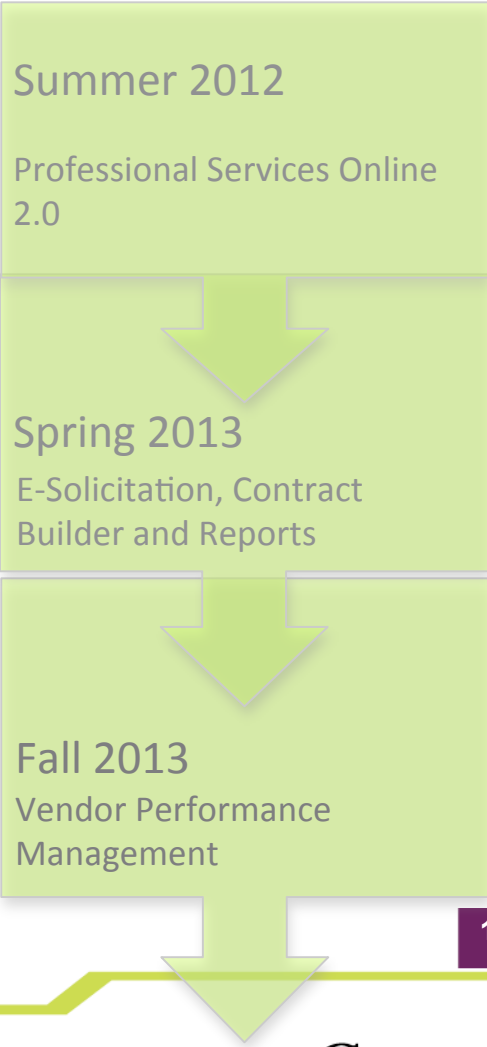 Summer 2012
Professional Services Online
2.0
Spring 2013
E-Solicitation, Contract
Builder and Reports
Fall 2013
Vendor Performance
Management